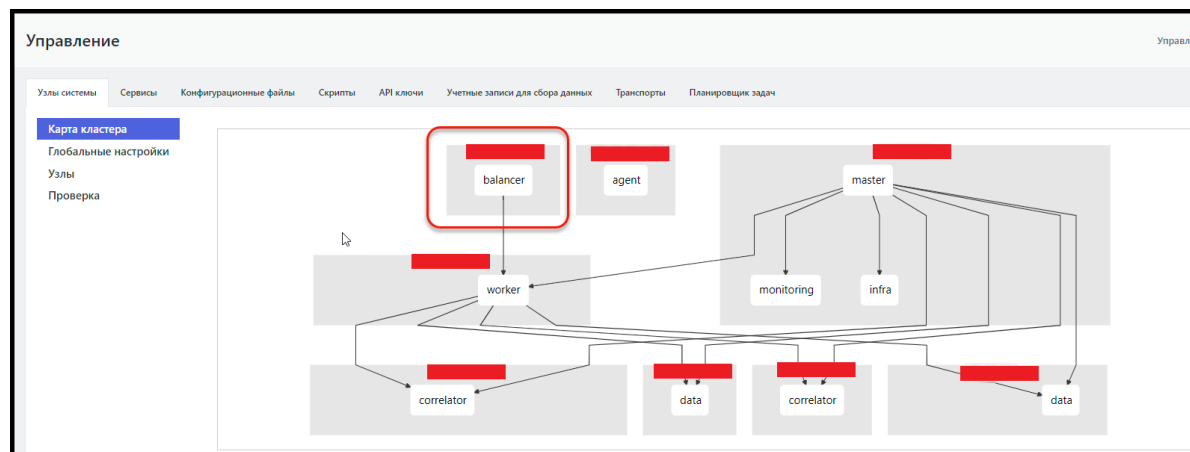 Управление
Управл
Узлы системы Сервисы Конфигурационные файлы Скрипты API ключи Учетные записи для сбора данных Транспорты Планировщик задач
Карта кластера
Глобальные настройки
Узлы
Проверка
balancer agent master
worker monitoring infra
correlator data correlator data